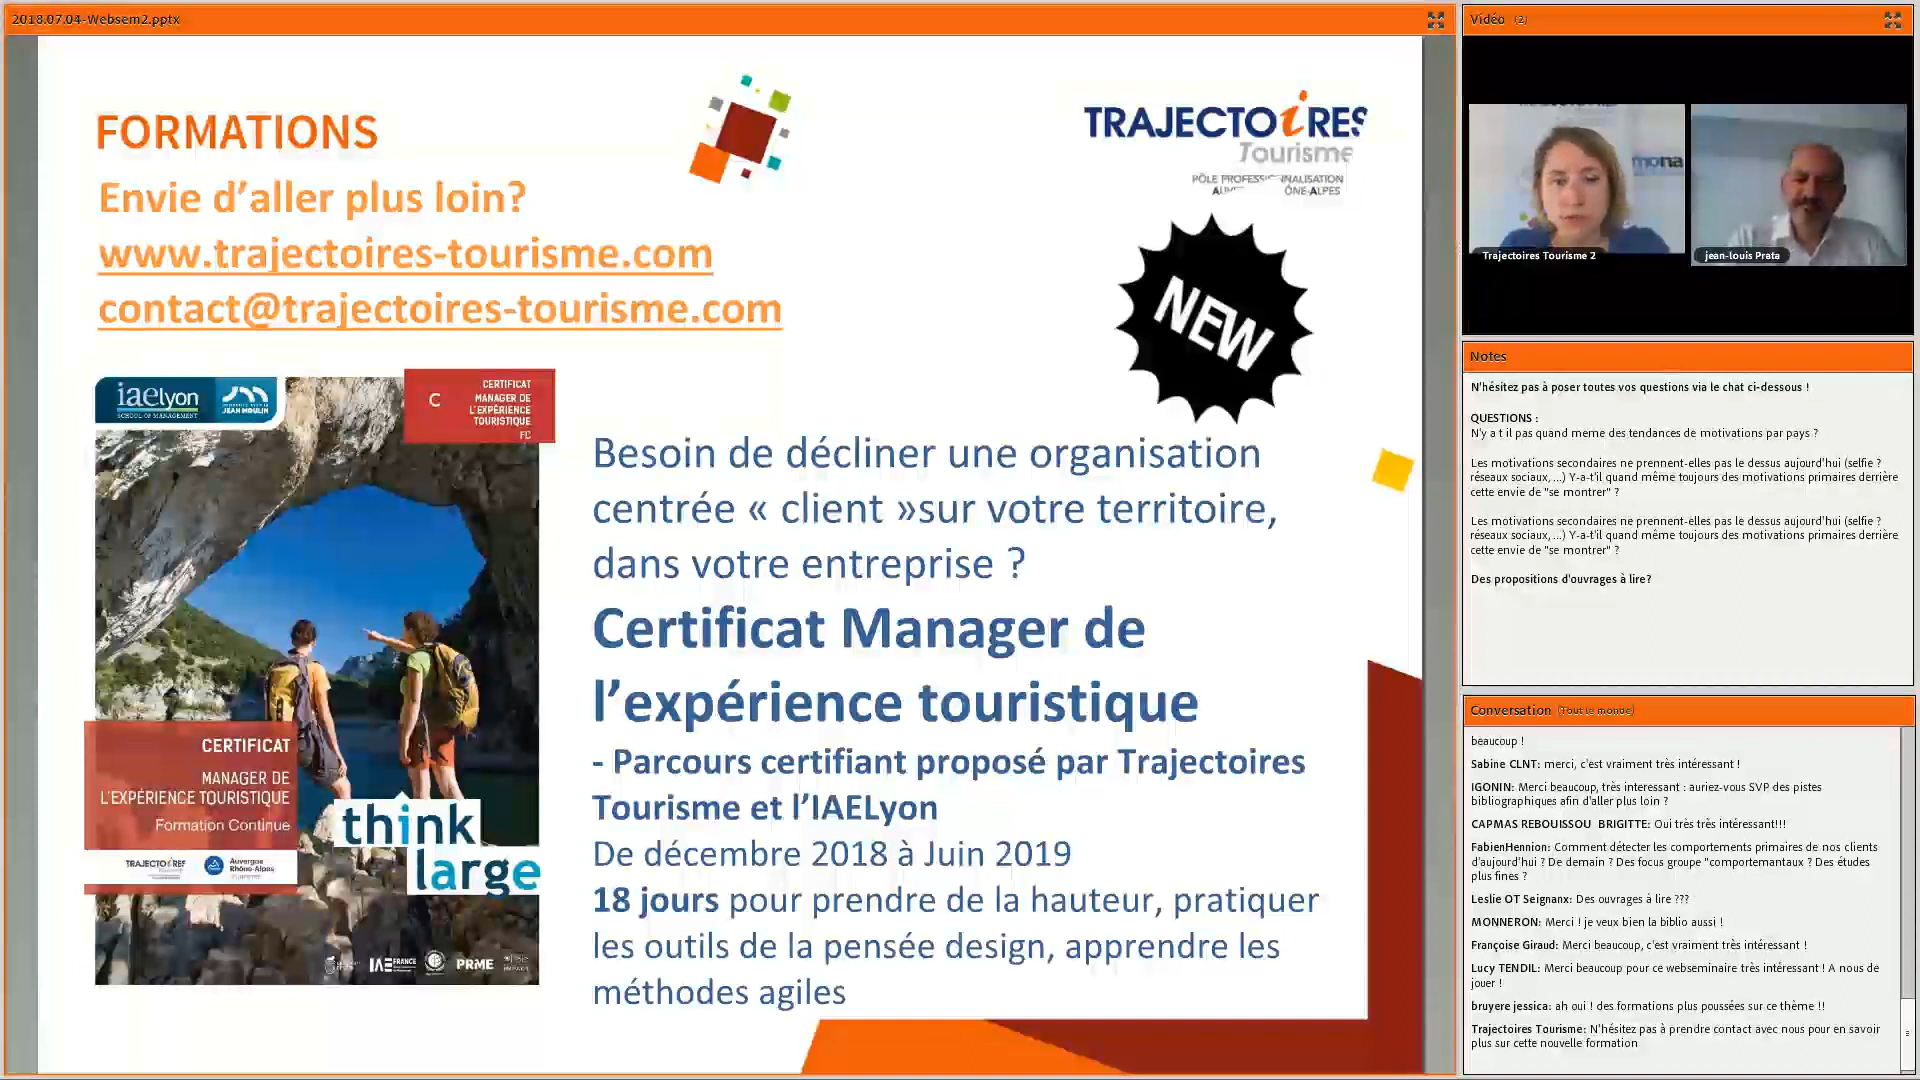 2018.07.04-Websem2.pptx
FORMATIONS
Envie d'aller plus loin?
www.trajectoires-tourisme.com
contact@trajectoires-tourisme.com
TRAJECTOiRES
Tourisme
PÔLE PROFESSIONNALISATION
NEW
iaelyon
SCHOOL OF MANAGEMENT
JEAN MOULIN
C
CERTIFICAT
MANAGER DE
L'EXPÉRIENCE
TOURISTIQUE
FC
Besoin de décliner une organisation
centrée « client »sur votre territoire,
dans votre entreprise ?
Certificat Manager de
l'expérience touristique
- Parcours certifiant proposé par Trajectoires
Tourisme et l'IAELyon
De décembre 2018 à Juin 2019
18 jours pour prendre de la hauteur, pratiquer
les outils de la pensée design, apprendre les
méthodes agiles
CERTIFICAT
MANAGER DE
L'EXPÉRIENCE TOURISTIQUE
Formation Continue
think
large
Auvergne
Rhône-Alpes
IAE FRANCE
PRME
Vidéo (2)
mona
Trajectoires Tourisme 2
jean-louis Prata
Notes
N'hésitez pas à poser toutes vos questions via le chat ci-dessous !
QUESTIONS :
N'y a t il pas quand meme des tendances de motivations par pays ?
Les motivations secondaires ne prennent-elles pas le dessus aujourd'hui (selfie ?
réseaux sociaux,...) Y-a-t'il quand même toujours des motivations primaires derrière
cette envie de "se montrer" ?
Les motivations secondaires ne prennent-elles pas le dessus aujourd'hui (selfie ?
réseaux sociaux,...) Y-a-t'il quand même toujours des motivations primaires derrière
cette envie de "se montrer" ?
Des propositions d'ouvrages à lire?
Conversation (Tout le monde)
beaucoup !
Sabine CLNT: merci, c'est vraiment très intéressant !
IGONIN: Merci beaucoup, très interessant : auriez-vous SVP des pistes
bibliographiques afin d'aller plus loin ?
CAPMAS REBOUISSOU BRIGITTE: Oui très très intéressant!!!
FabienHennion: Comment détecter les comportements primaires de nos clients
d'aujourd'hui ? De demain ? Des focus groupe "comportemantaux ? Des études
plus fines ?
Leslie OT Seignanx: Des ouvrages à lire ???
MONNERON: Merci ! je veux bien la biblio aussi !
Françoise Giraud: Merci beaucoup, c'est vraiment très intéressant !
Lucy TENDIL: Merci beaucoup pour ce webseminaire très intéressant ! A nous de
jouer !
bruyere jessica: ah oui ! des formations plus poussées sur ce thème !!
Trajectoires Tourisme: N'hésitez pas à prendre contact avec nous pour en savoir
plus sur cette nouvelle formation